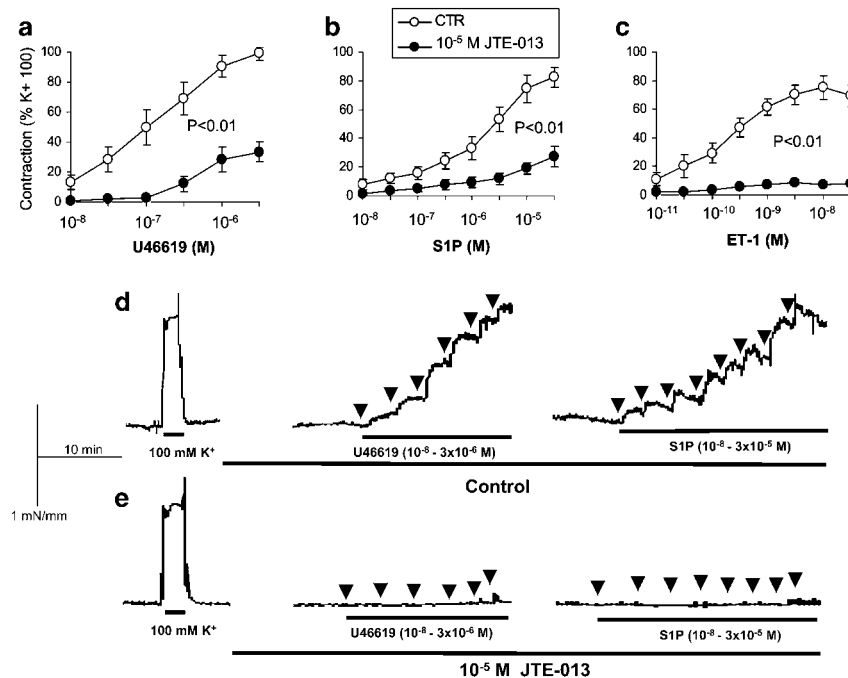 a
b
c
CTR
10⁻⁵ M JTE-013
Contraction (% K+ 100)
100
80
60
40
20
0
P<0.01
10⁻⁸ 10⁻⁷ 10⁻⁶
U46619 (M)
100
80
60
40
20
0
P<0.01
10⁻⁸ 10⁻⁷ 10⁻⁶ 10⁻⁵
S1P (M)
100
80
60
40
20
0
P<0.01
10⁻¹¹ 10⁻¹⁰ 10⁻⁹ 10⁻⁸
ET-1 (M)
d
100 mM K⁺
U46619 (10⁻⁸ - 3x10⁻⁶ M)
S1P (10⁻⁸ - 3x10⁻⁵ M)
Control
10 min
1 mN/mm
e
100 mM K⁺
U46619 (10⁻⁸ - 3x10⁻⁶ M)
S1P (10⁻⁸ - 3x10⁻⁵ M)
10⁻⁵ M JTE-013